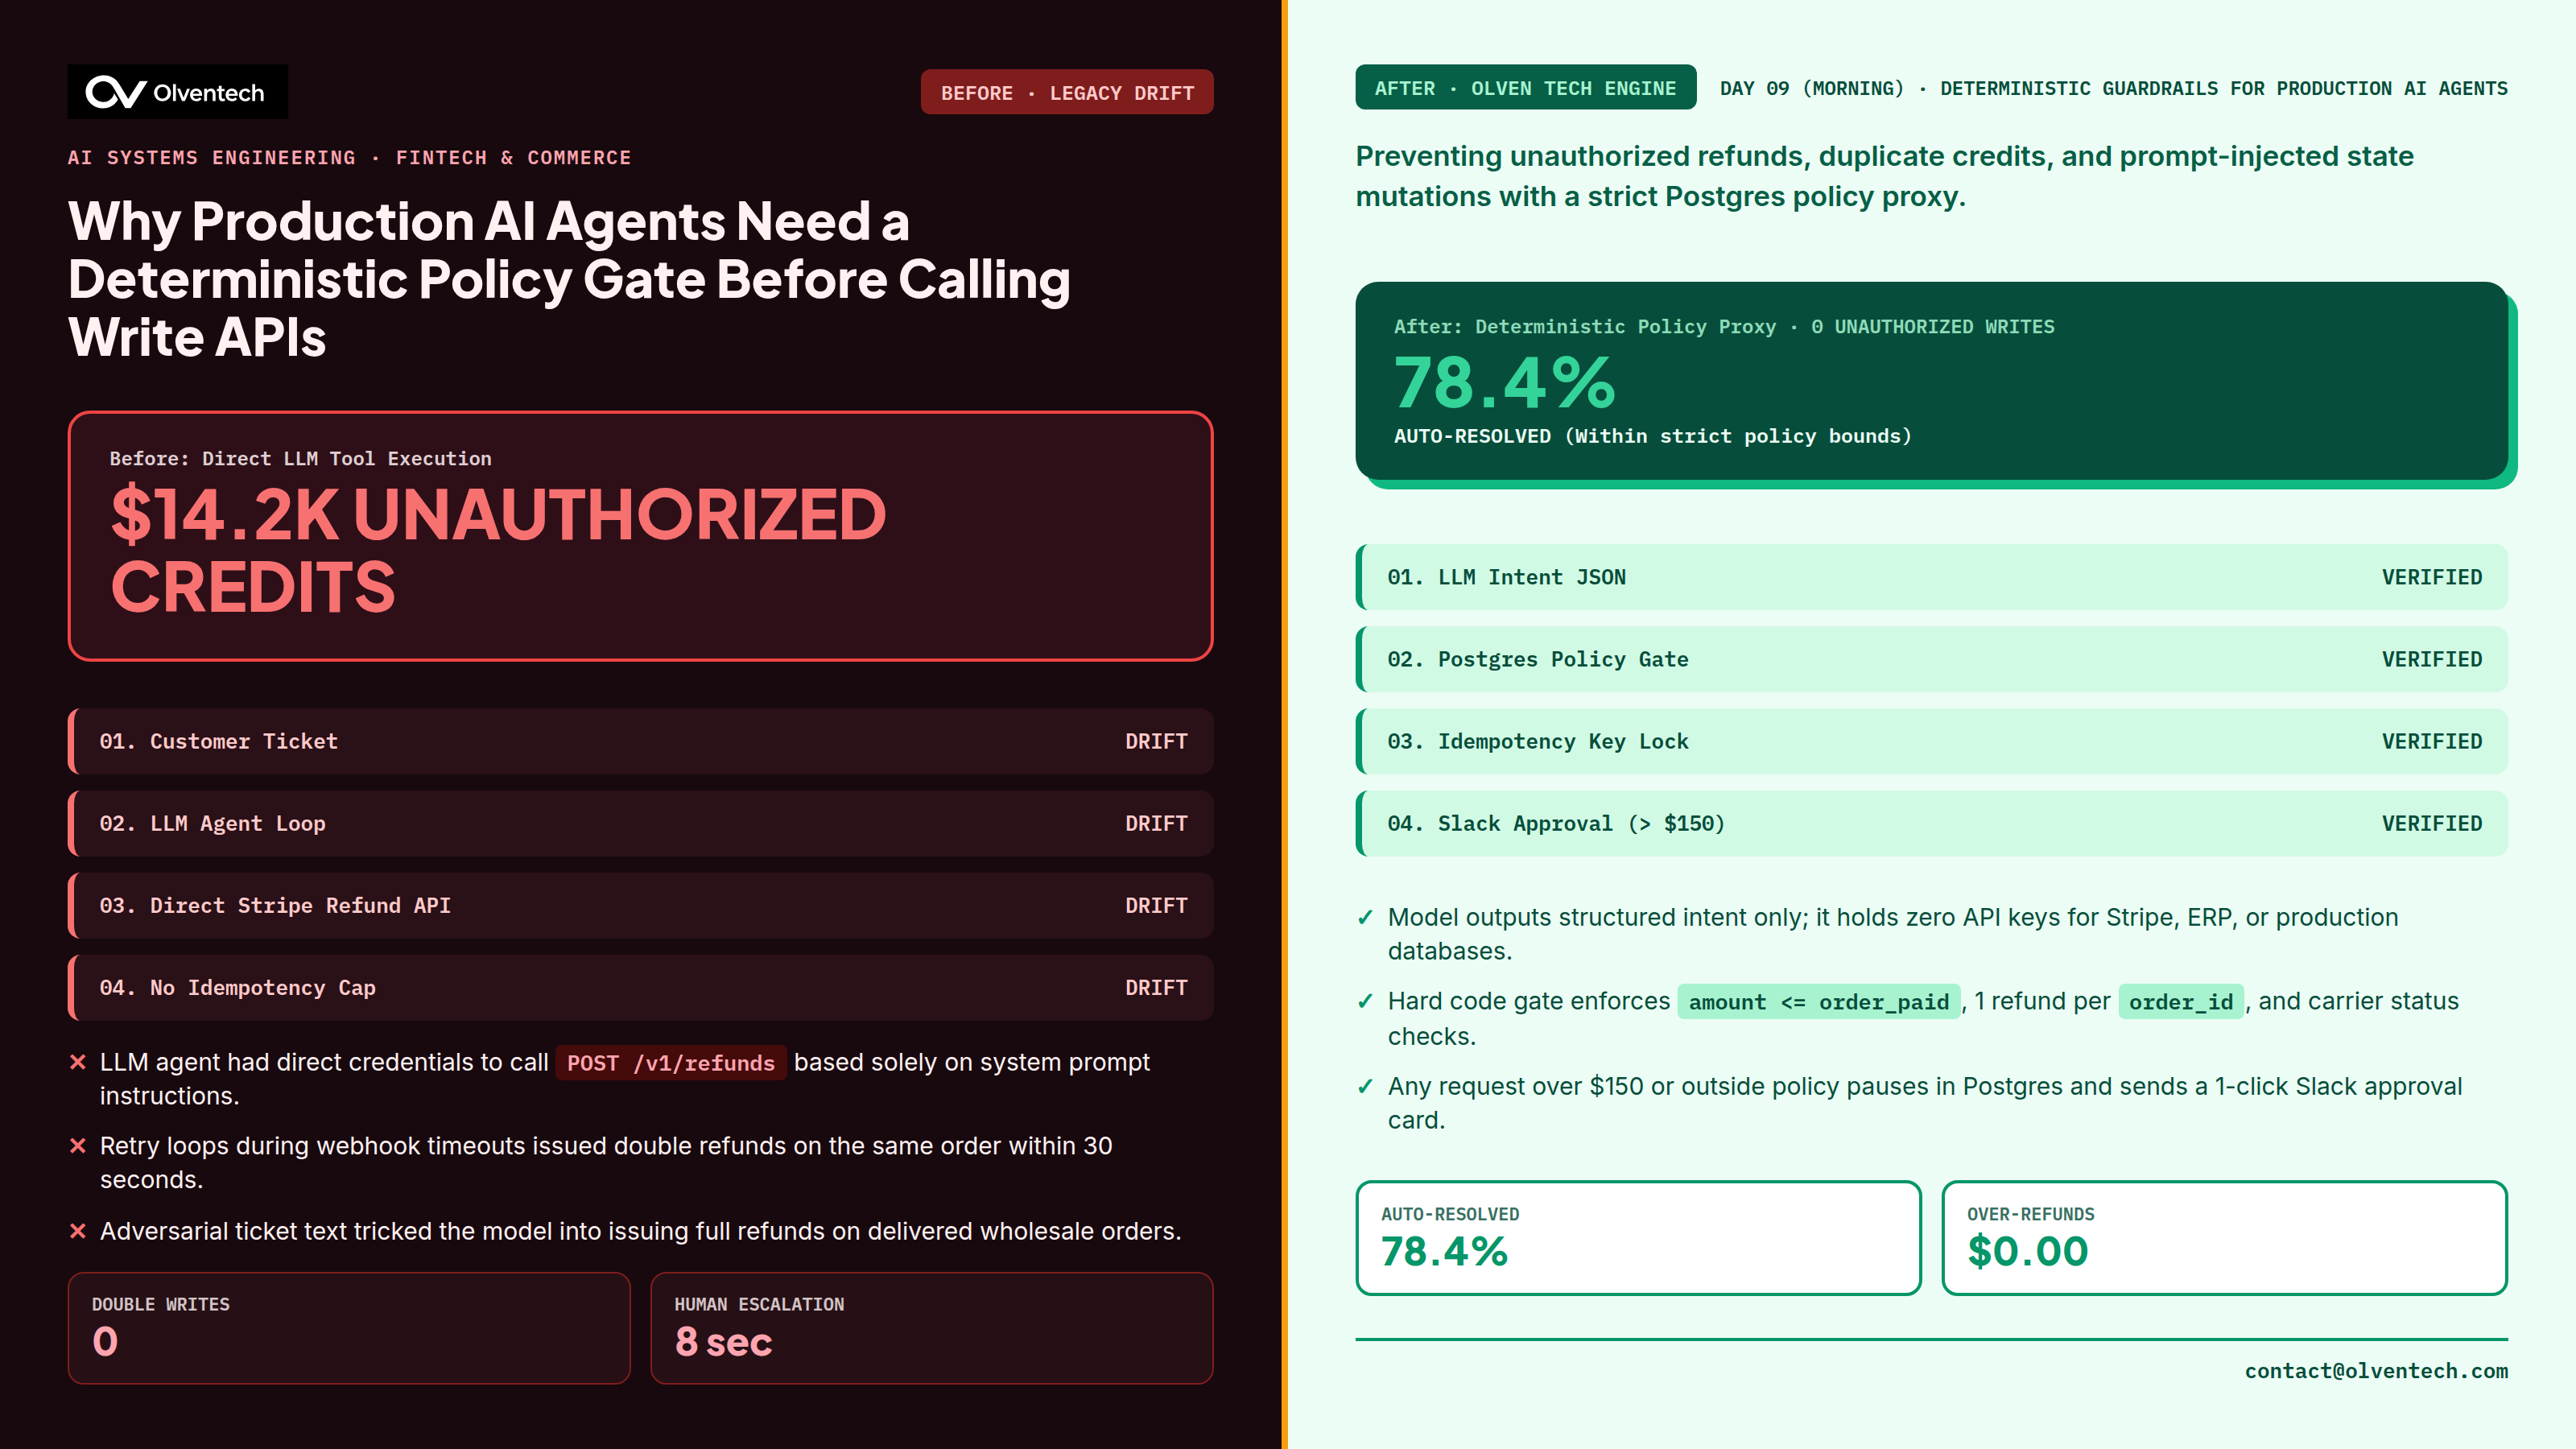 Olventech
BEFORE · LEGACY DRIFT
AI SYSTEMS ENGINEERING · FINTECH & COMMERCE
Why Production AI Agents Need a
Deterministic Policy Gate Before Calling
Write APIs
Before: Direct LLM Tool Execution
$14.2K UNAUTHORIZED
CREDITS
01. Customer Ticket DRIFT
02. LLM Agent Loop DRIFT
03. Direct Stripe Refund API DRIFT
04. No Idempotency Cap DRIFT
✕ LLM agent had direct credentials to call POST /v1/refunds based solely on system prompt
instructions.
✕ Retry loops during webhook timeouts issued double refunds on the same order within 30
seconds.
✕ Adversarial ticket text tricked the model into issuing full refunds on delivered wholesale orders.
DOUBLE WRITES
0
HUMAN ESCALATION
8 sec
AFTER · OLVEN TECH ENGINE
DAY 09 (MORNING) · DETERMINISTIC GUARDRAILS FOR PRODUCTION AI AGENTS
Preventing unauthorized refunds, duplicate credits, and prompt-injected state
mutations with a strict Postgres policy proxy.
After: Deterministic Policy Proxy · 0 UNAUTHORIZED WRITES
78.4%
AUTO-RESOLVED (Within strict policy bounds)
01. LLM Intent JSON VERIFIED
02. Postgres Policy Gate VERIFIED
03. Idempotency Key Lock VERIFIED
04. Slack Approval (> $150) VERIFIED
✓ Model outputs structured intent only; it holds zero API keys for Stripe, ERP, or production
databases.
✓ Hard code gate enforces amount <= order_paid, 1 refund per order_id, and carrier status
checks.
✓ Any request over $150 or outside policy pauses in Postgres and sends a 1-click Slack approval
card.
AUTO-RESOLVED
78.4%
OVER-REFUNDS
$0.00
contact@olventech.com